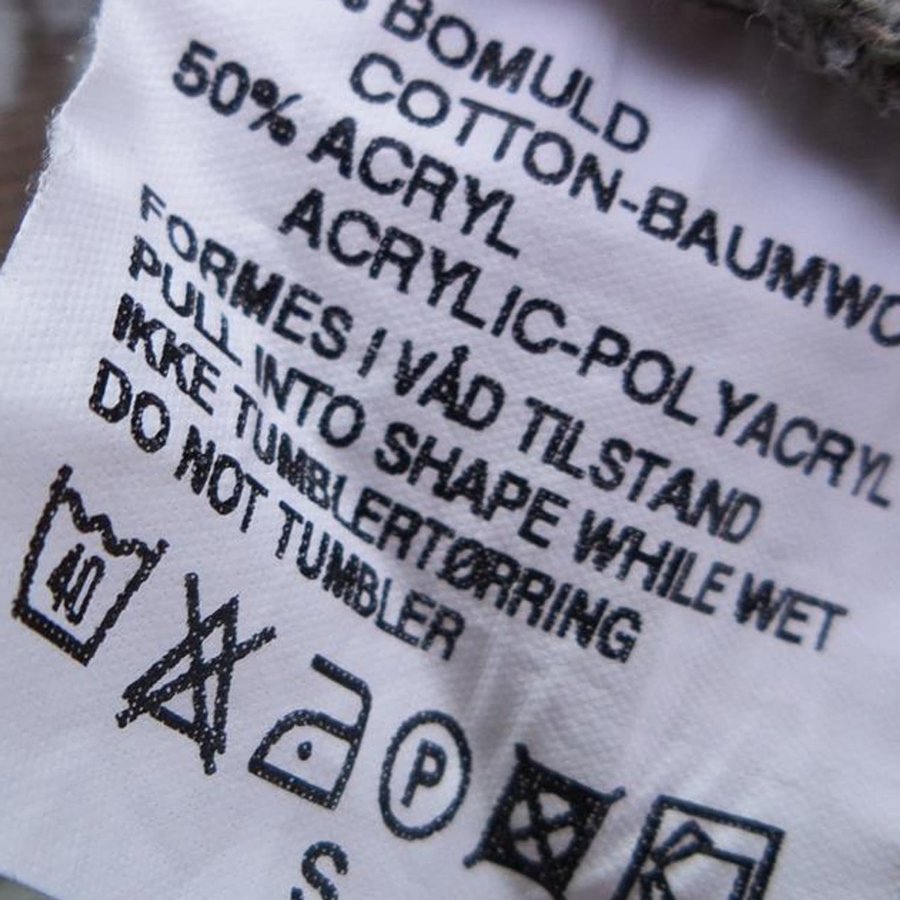 % BOMULD
COTTON-BAUMWO
50% ACRYL
ACRYLIC-POLYACRYL
FORMES I VÅD TILSTAND
PULL INTO SHAPE WHILE WET
IKKE TUMBLERTØRRING
DO NOT TUMBLER
40
P
S